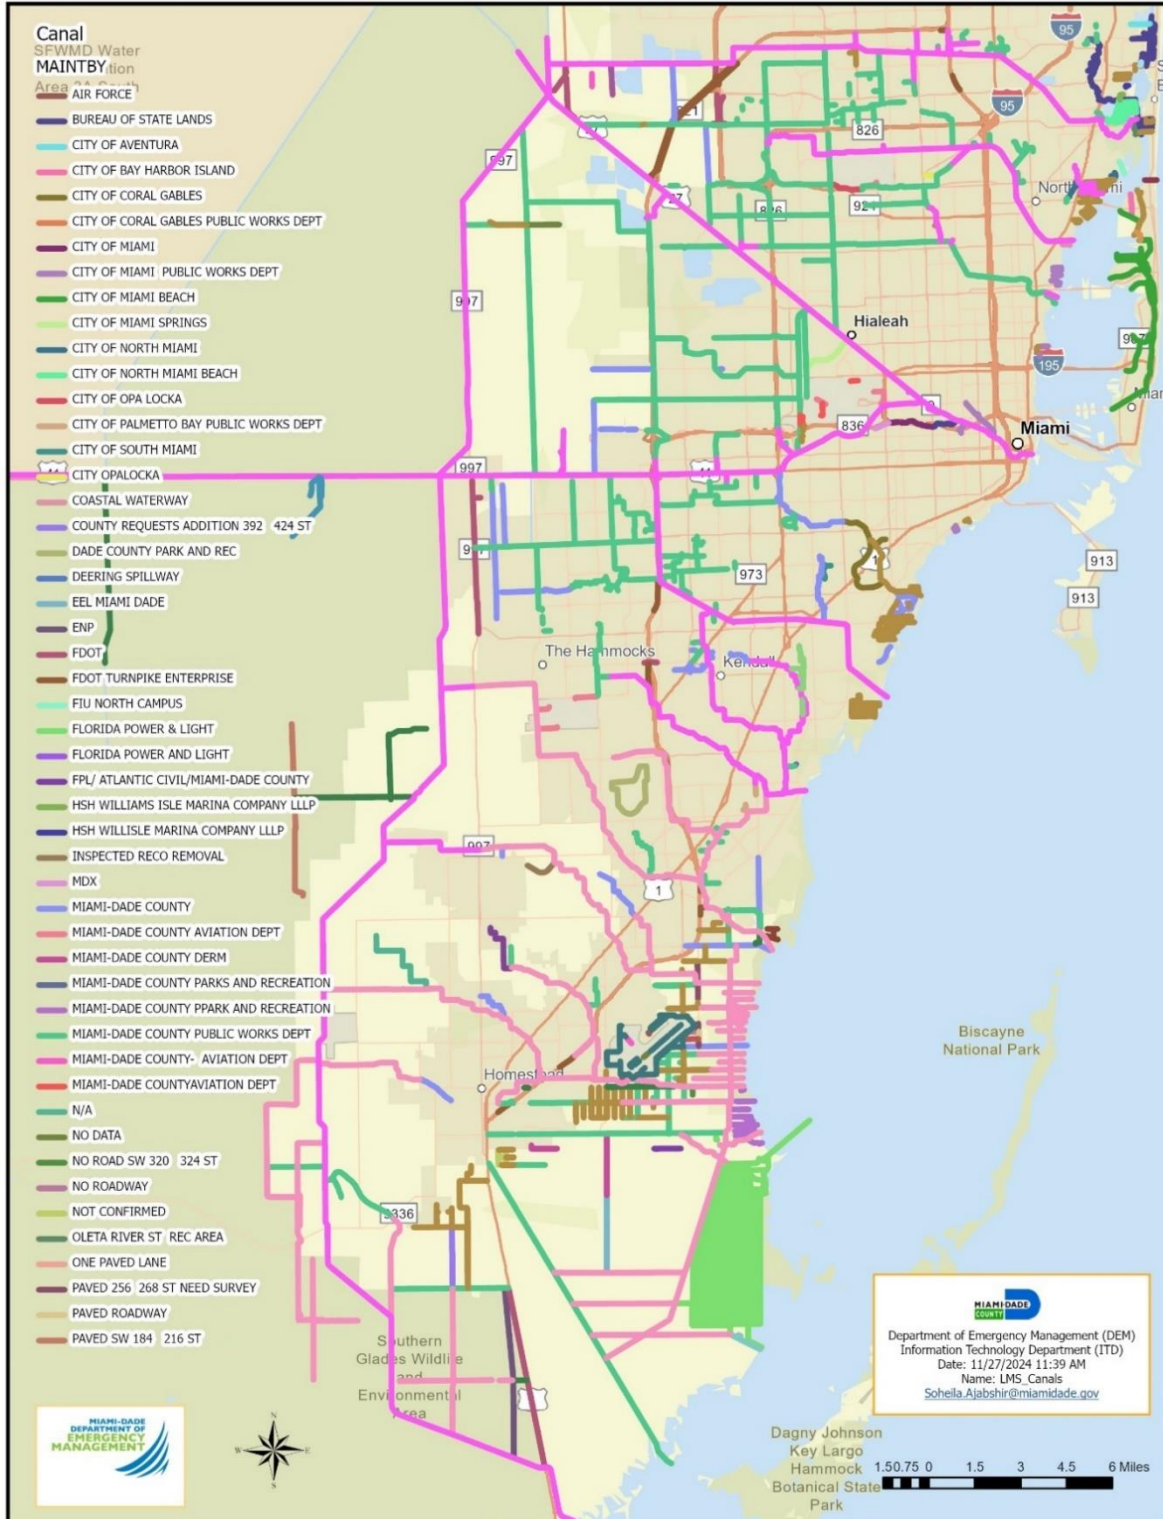 Canal
SFWMD Water
MAINTBY
AIR FORCE
BUREAU OF STATE LANDS
CITY OF AVENTURA
CITY OF BAY HARBOR ISLAND
CITY OF CORAL GABLES
CITY OF CORAL GABLES PUBLIC WORKS DEPT
CITY OF MIAMI
CITY OF MIAMI PUBLIC WORKS DEPT
CITY OF MIAMI BEACH
CITY OF MIAMI SPRINGS
CITY OF NORTH MIAMI
CITY OF NORTH MIAMI BEACH
CITY OF OPA LOCKA
CITY OF PALMETTO BAY PUBLIC WORKS DEPT
CITY OF SOUTH MIAMI
CITY OPALOCKA
COASTAL WATERWAY
COUNTY REQUESTS ADDITION 392 424 ST
DADE COUNTY PARK AND REC
DEERING SPILLWAY
EEL MIAMI DADE
ENP
FDOT
FDOT TURNPIKE ENTERPRISE
FIU NORTH CAMPUS
FLORIDA POWER & LIGHT
FLORIDA POWER AND LIGHT
FPL/ ATLANTIC CIVIL/MIAMI-DADE COUNTY
HSH WILLIAMS ISLE MARINA COMPANY LLLP
HSH WILLISLE MARINA COMPANY LLLP
INSPECTED RECO REMOVAL
MDX
MIAMI-DADE COUNTY
MIAMI-DADE COUNTY AVIATION DEPT
MIAMI-DADE COUNTY DERM
MIAMI-DADE COUNTY PARKS AND RECREATION
MIAMI-DADE COUNTY PPARK AND RECREATION
MIAMI-DADE COUNTY PUBLIC WORKS DEPT
MIAMI-DADE COUNTY- AVIATION DEPT
MIAMI-DADE COUNTYAVIATION DEPT
N/A
NO DATA
NO ROAD SW 320 324 ST
NO ROADWAY
NOT CONFIRMED
OLETA RIVER ST REC AREA
ONE PAVED LANE
PAVED 256 268 ST NEED SURVEY
PAVED ROADWAY
PAVED SW 184 216 ST
95
95
826
27
997
27
826
924
997
Hialeah
195
836
Miami
997
41
973
1
913
913
The Hammocks
Kendall
997
1
Biscayne
National Park
Homestead
9336
Southern
Glades Wildlife
and
Environmental
Area
MIAMI-DADE
COUNTY
Department of Emergency Management (DEM)
Information Technology Department (ITD)
Date: 11/27/2024 11:39 AM
Name: LMS_Canals
Soheila.Ajabshir@miamidade.gov
MIAMI-DADE
DEPARTMENT OF
EMERGENCY
MANAGEMENT
N
W
E
S
Dagny Johnson
Key Largo
Hammock
Botanical State
Park
1.50.75 0 1.5 3 4.5 6 Miles